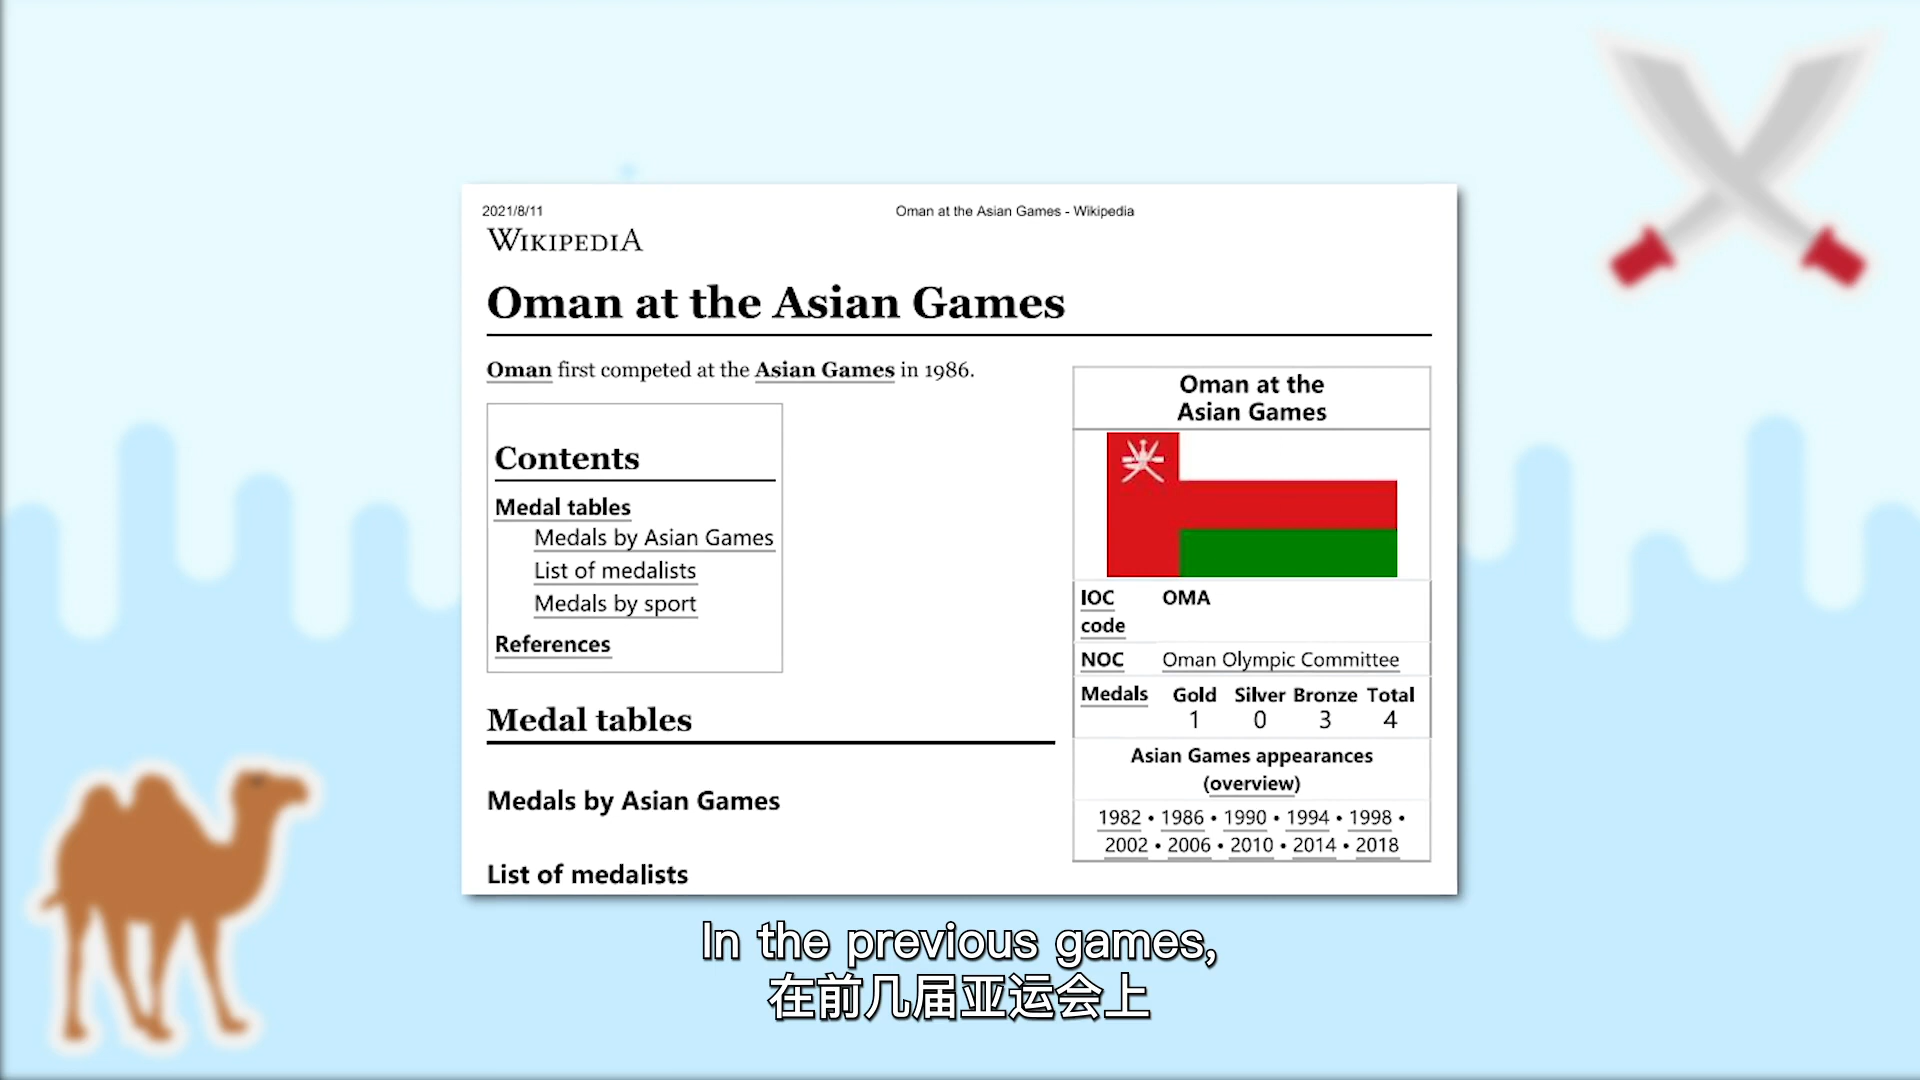 2021/8/11
Oman at the Asian Games - Wikipedia
WIKIPEDIA
Oman at the Asian Games
Oman first competed at the Asian Games in 1986.
Contents
Medal tables
Medals by Asian Games
List of medalists
Medals by sport
References
Medal tables
Medals by Asian Games
List of medalists
Oman at the
Asian Games
IOC OMA
code
NOC Oman Olympic Committee
Medals Gold Silver Bronze Total
1 0 3 4
Asian Games appearances
(overview)
1982 • 1986 • 1990 • 1994 • 1998 •
2002 • 2006 • 2010 • 2014 • 2018
In the previous games,
在前几届亚运会上